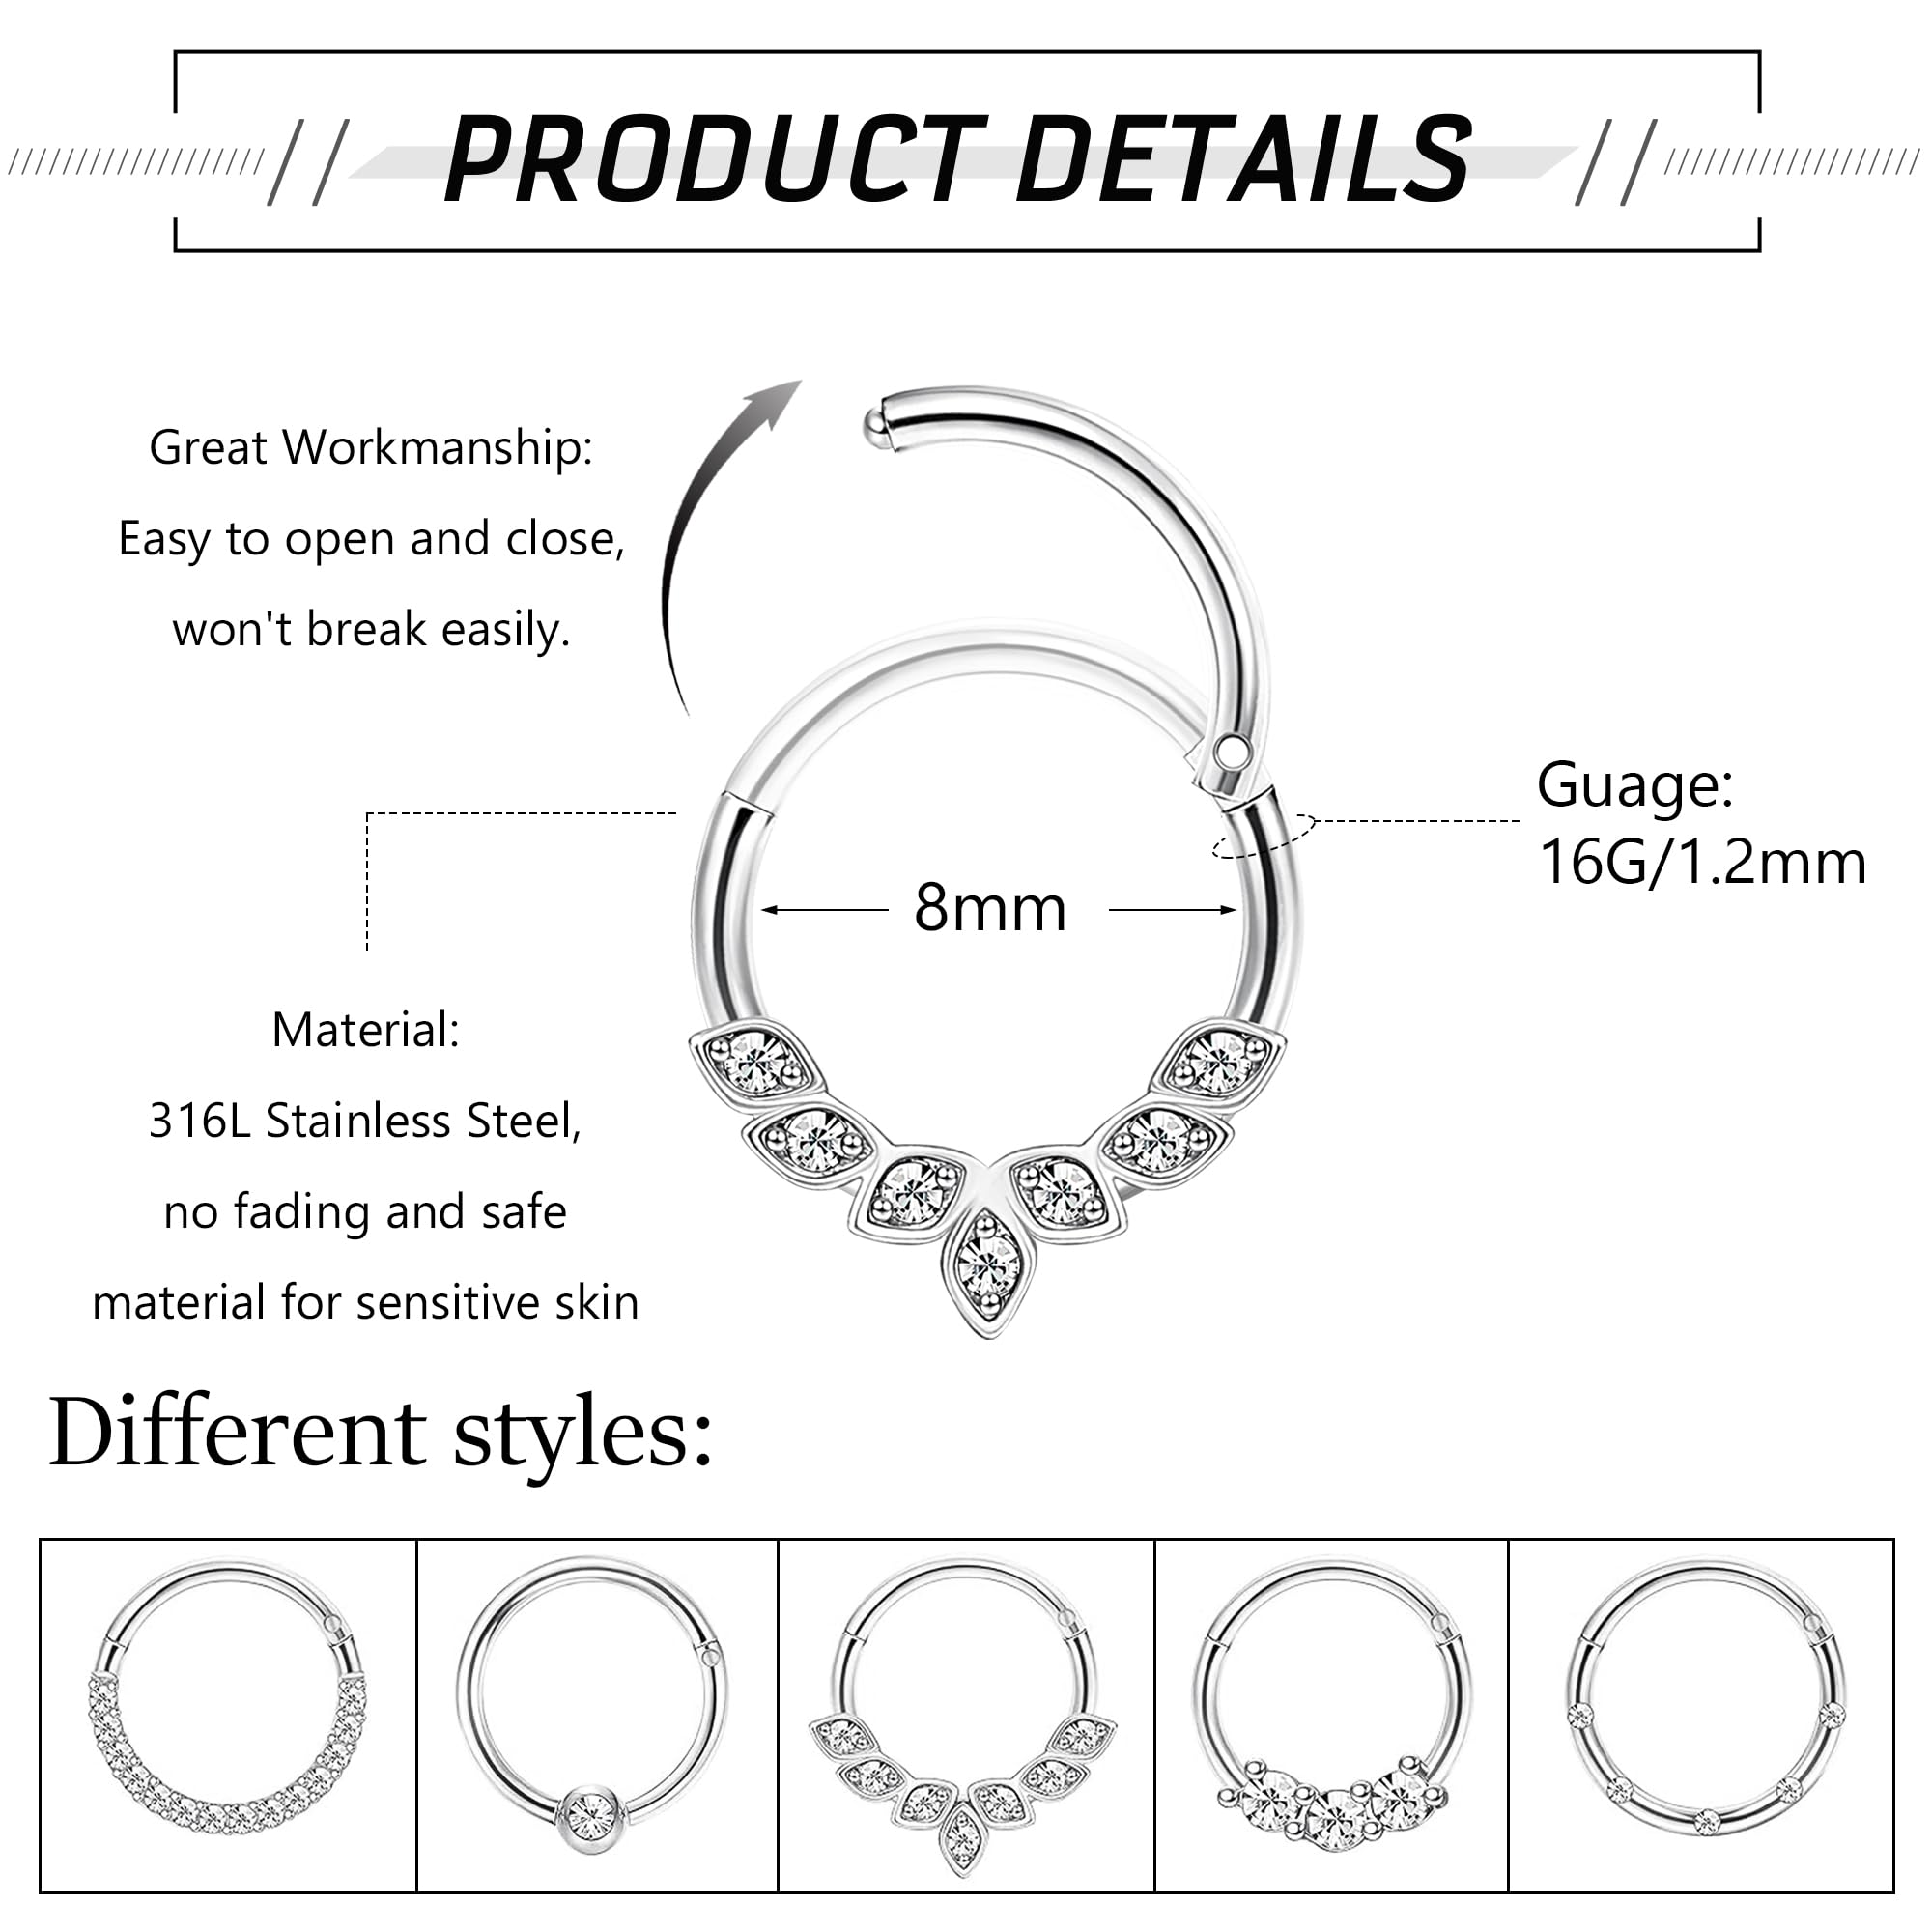 PRODUCT DETAILS
Great Workmanship:
Easy to open and close,
won't break easily.
Guage:
16G/1.2mm
8mm
Material:
316L Stainless Steel,
no fading and safe
material for sensitive skin
Different styles: